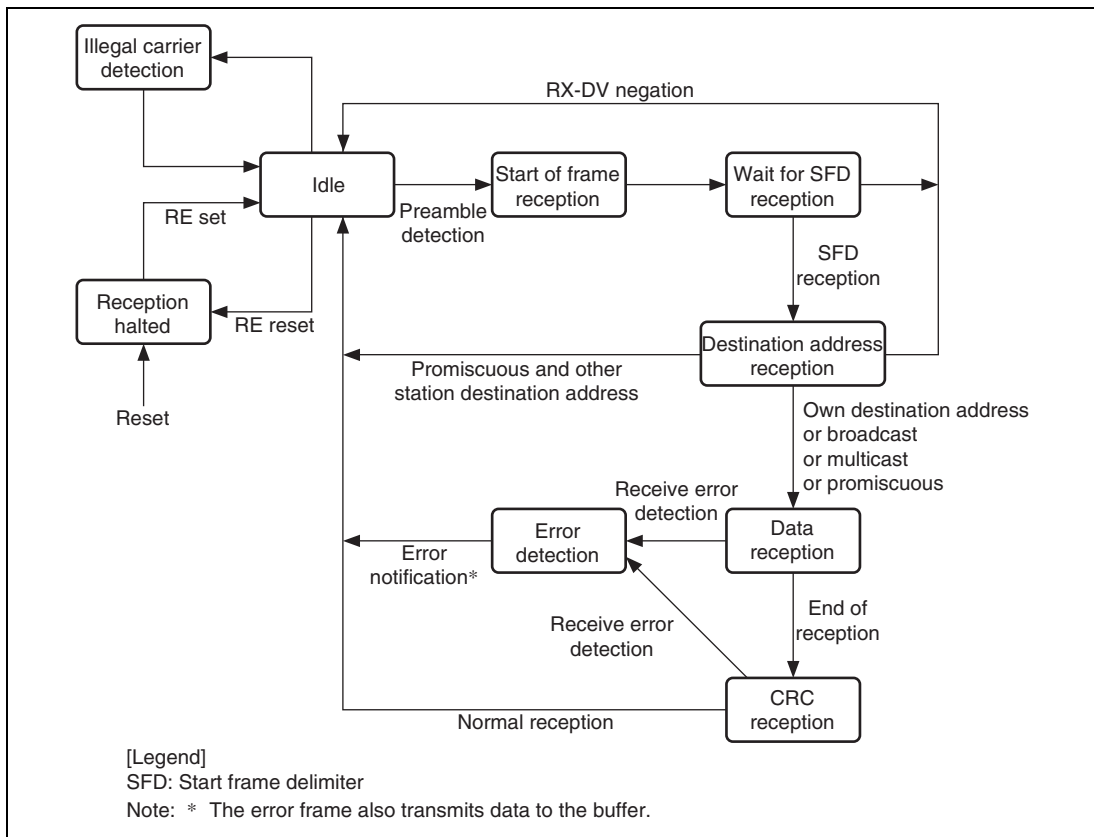 Illegal carrier
detection
RX-DV negation
Idle
Start of frame
reception
Wait for SFD
reception
Preamble
detection
RE set
SFD
reception
Reception
halted
RE reset
Destination address
reception
Promiscuous and other
station destination address
Reset
Own destination address
or broadcast
or multicast
or promiscuous
Receive error
detection
Error
detection
Data
reception
Error
notification*
End of
reception
Receive error
detection
CRC
reception
Normal reception
[Legend]
SFD: Start frame delimiter
Note: * The error frame also transmits data to the buffer.